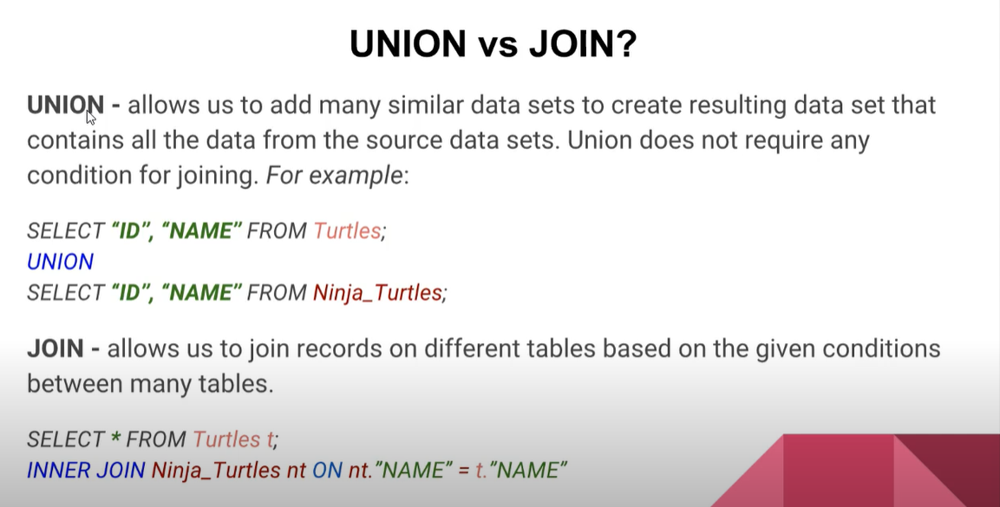 UNION vs JOIN?
UNION - allows us to add many similar data sets to create resulting data set that
contains all the data from the source data sets. Union does not require any
condition for joining. For example:
SELECT “ID”, “NAME” FROM Turtles;
UNION
SELECT “ID”, “NAME” FROM Ninja_Turtles;
JOIN - allows us to join records on different tables based on the given conditions
between many tables.
SELECT * FROM Turtles t;
INNER JOIN Ninja_Turtles nt ON nt.”NAME” = t.”NAME”